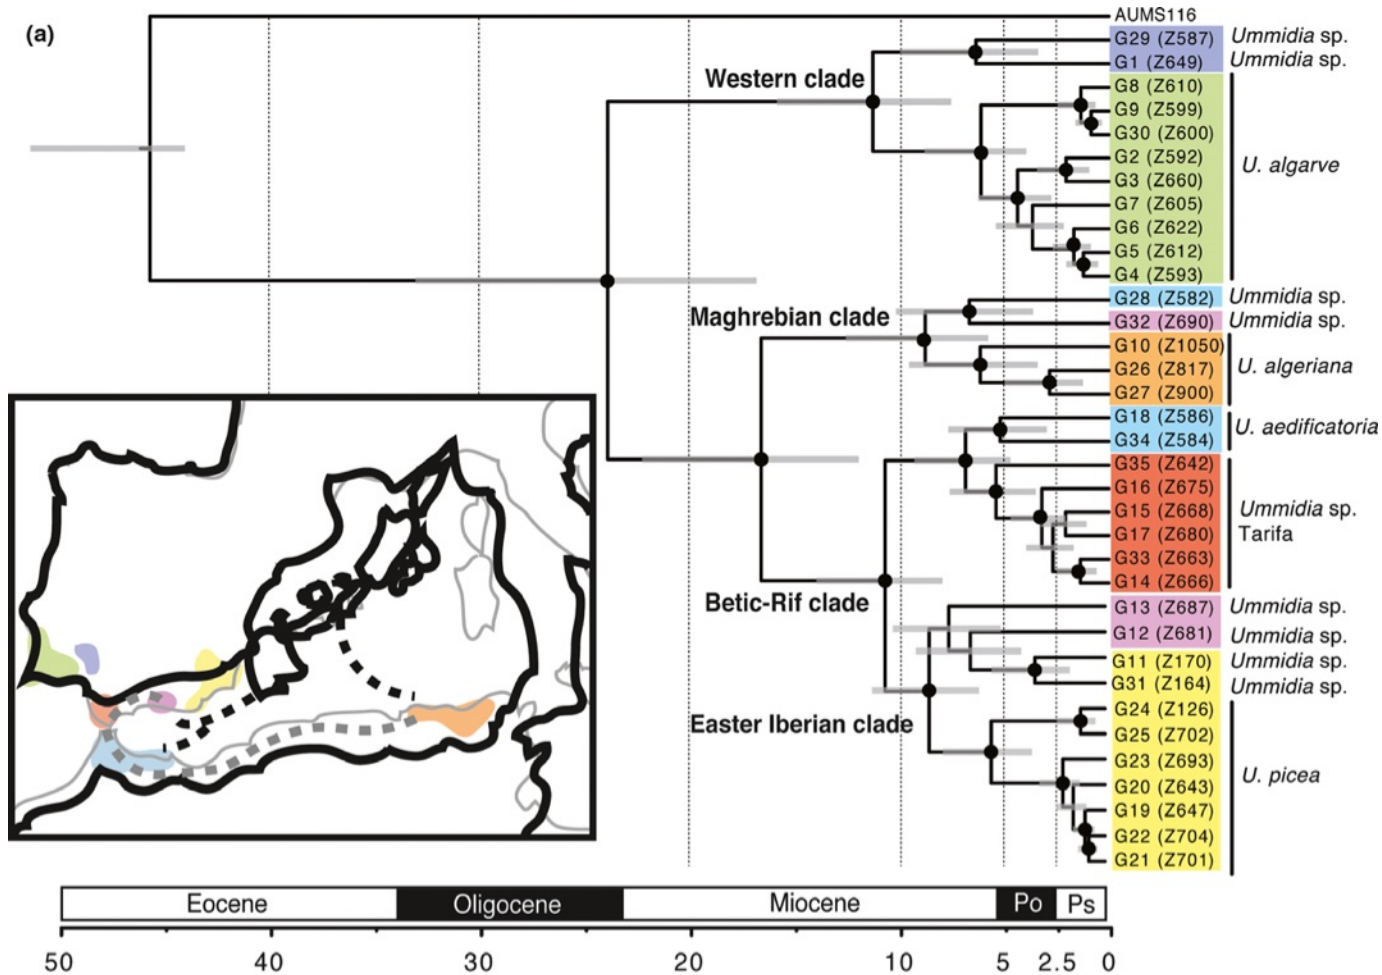 (a)
AUMS116
G29 (Z587) Ummidia sp.
G1 (Z649) Ummidia sp.
Western clade
G8 (Z610)
G9 (Z599)
G30 (Z600)
G2 (Z592)
U. algarve
G3 (Z660)
G7 (Z605)
G6 (Z622)
G5 (Z612)
G4 (Z593)
G28 (Z582) Ummidia sp.
Maghrebian clade
G32 (Z690) Ummidia sp.
G10 (Z1050)
G26 (Z817) U. algeriana
G27 (Z900)
G18 (Z586)
U. aedificatoria
G34 (Z584)
G35 (Z642)
G16 (Z675)
G15 (Z668) Ummidia sp.
G17 (Z680) Tarifa
G33 (Z663)
G14 (Z666)
Betic-Rif clade
G13 (Z687) Ummidia sp.
G12 (Z681) Ummidia sp.
G11 (Z170) Ummidia sp.
G31 (Z164) Ummidia sp.
G24 (Z126)
Easter Iberian clade
G25 (Z702)
G23 (Z693)
U. picea
G20 (Z643)
G19 (Z647)
G22 (Z704)
G21 (Z701)
Eocene Oligocene Miocene Po Ps
50 40 30 20 10 5 2.5 0